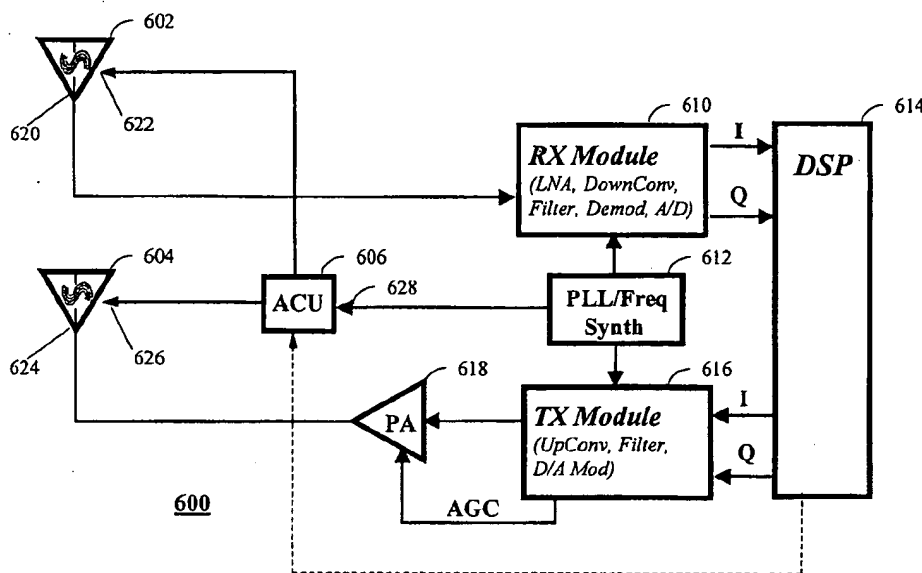 602
620
622
610
614
RX Module
(LNA, DownConv,
Filter, Demod, A/D)
I
Q
DSP
604
606
612
ACU
628
PLL/Freq
Synth
624
626
618
616
PA
TX Module
(UpConv, Filter,
D/A Mod)
I
Q
AGC
600